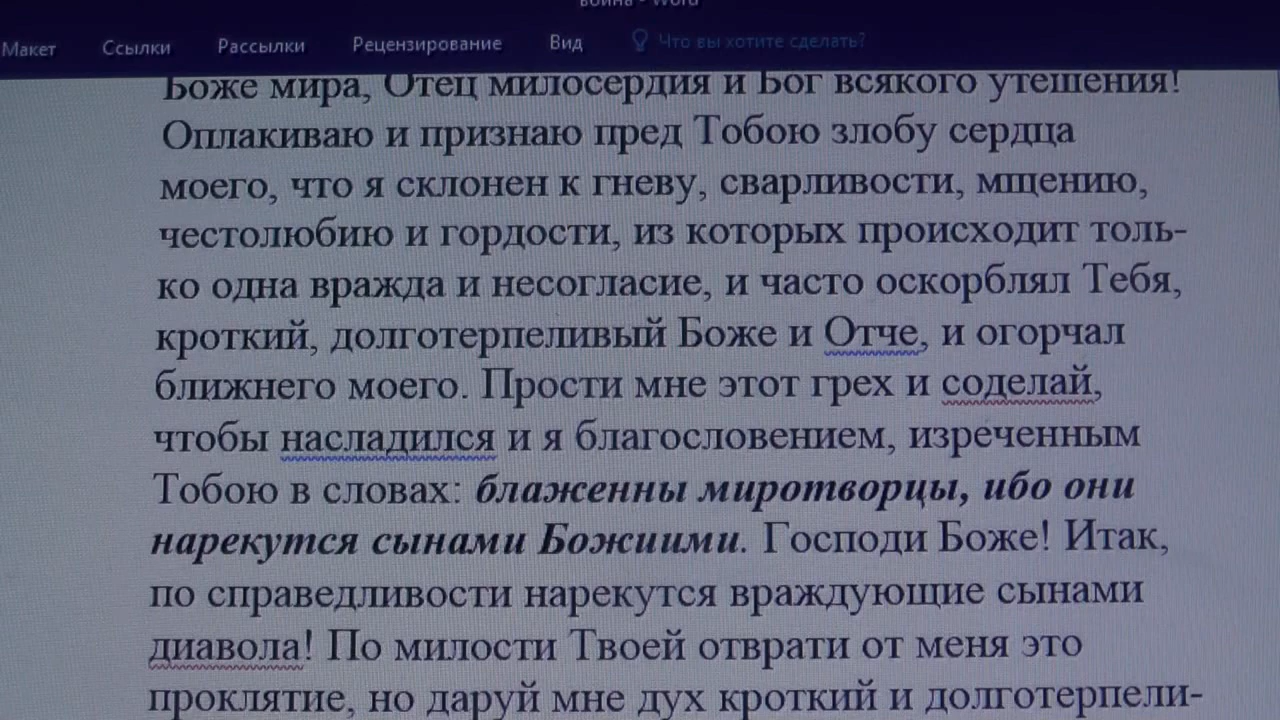 война - Word
Макет Ссылки Рассылки Рецензирование Вид Что вы хотите сделать?
Боже мира, Отец милосердия и Бог всякого утешения!
Оплакиваю и признаю пред Тобою злобу сердца
моего, что я склонен к гневу, сварливости, мщению,
честолюбию и гордости, из которых происходит толь-
ко одна вражда и несогласие, и часто оскорблял Тебя,
кроткий, долготерпеливый Боже и Отче, и огорчал
ближнего моего. Прости мне этот грех и соделай,
чтобы насладился и я благословением, изреченным
Тобою в словах: блаженны миротворцы, ибо они
нарекутся сынами Божиими. Господи Боже! Итак,
по справедливости нарекутся враждующие сынами
диавола! По милости Твоей отврати от меня это
проклятие, но даруй мне дух кроткий и долготерпели-